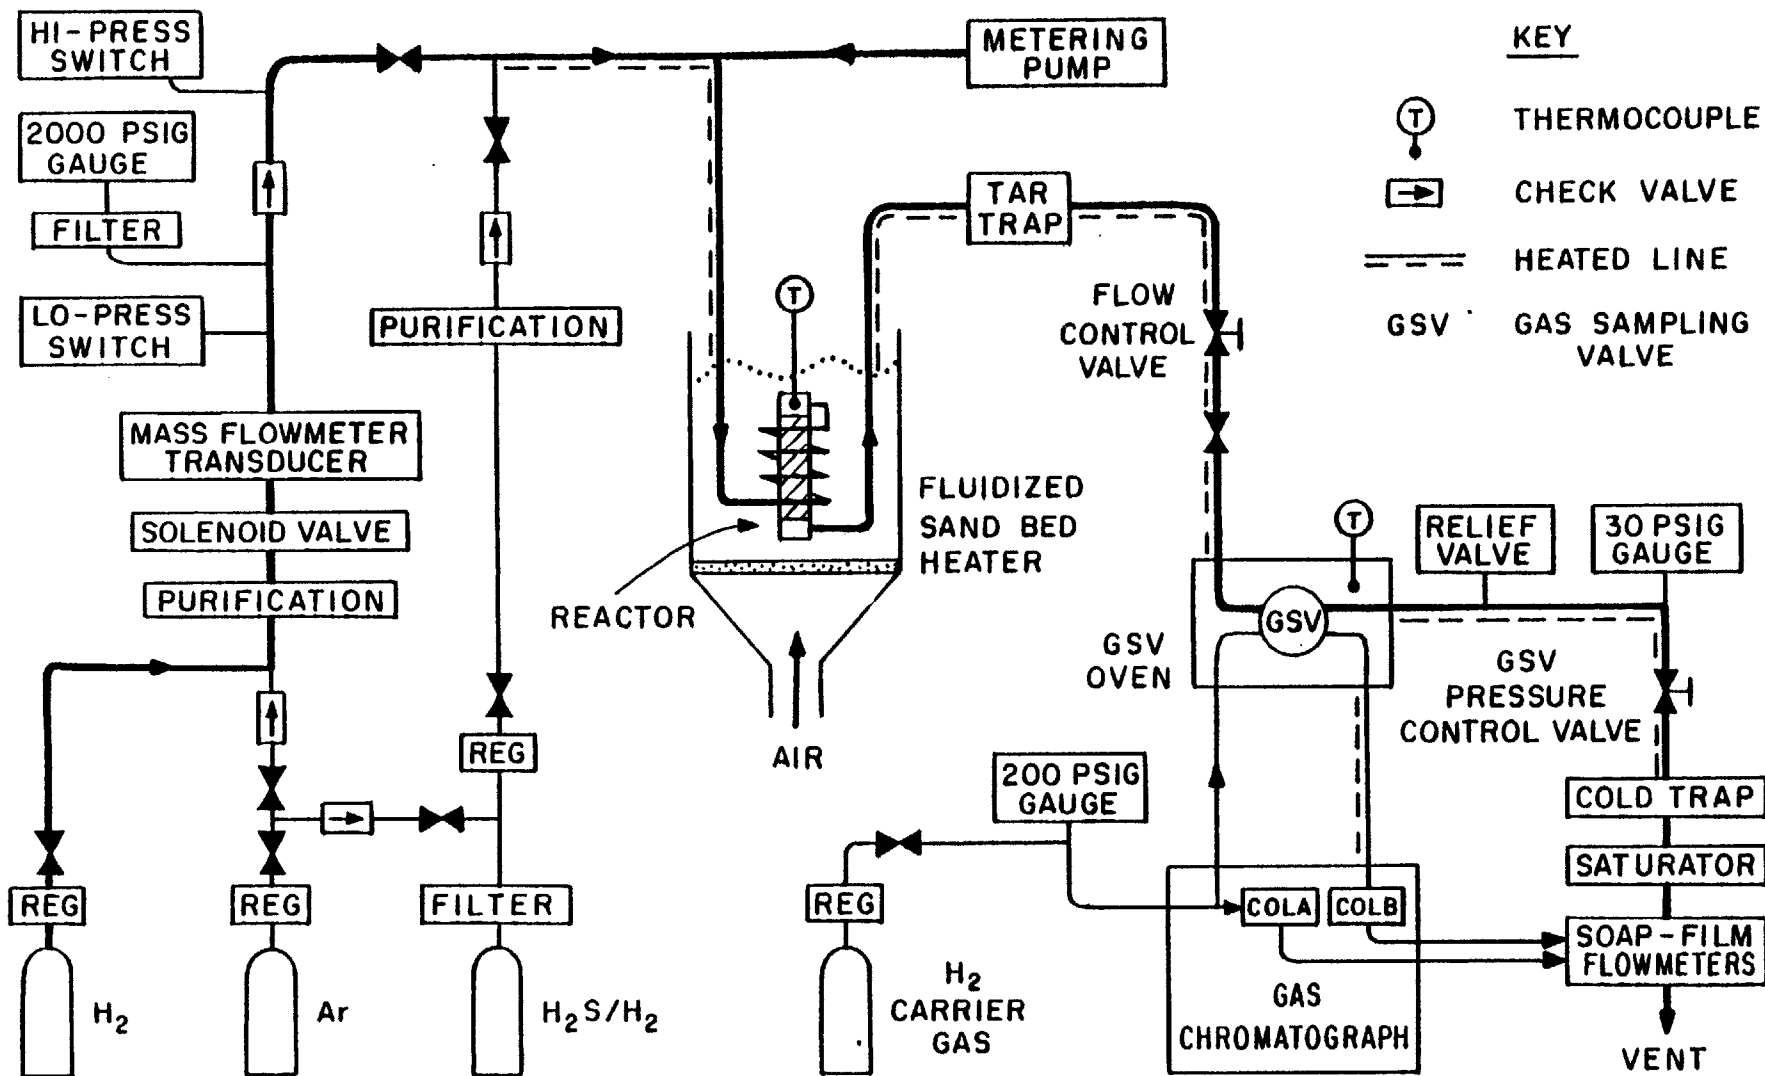 HI-PRESS
SWITCH
2000 PSIG
GAUGE
FILTER
LO-PRESS
SWITCH
MASS FLOWMETER
TRANSDUCER
SOLENOID VALVE
PURIFICATION
REG
H2
REG
Ar
PURIFICATION
REG
FILTER
H2S/H2
METERING
PUMP
T
REACTOR
FLUIDIZED
SAND BED
HEATER
AIR
TAR
TRAP
FLOW
CONTROL
VALVE
KEY
T
THERMOCOUPLE
CHECK VALVE
HEATED LINE
GSV
GAS SAMPLING
VALVE
T
GSV
GSV
OVEN
RELIEF
VALVE
30 PSIG
GAUGE
GSV
PRESSURE
CONTROL VALVE
200 PSIG
GAUGE
REG
H2
CARRIER
GAS
COLA
COLB
GAS
CHROMATOGRAPH
COLD TRAP
SATURATOR
SOAP-FILM
FLOWMETERS
VENT